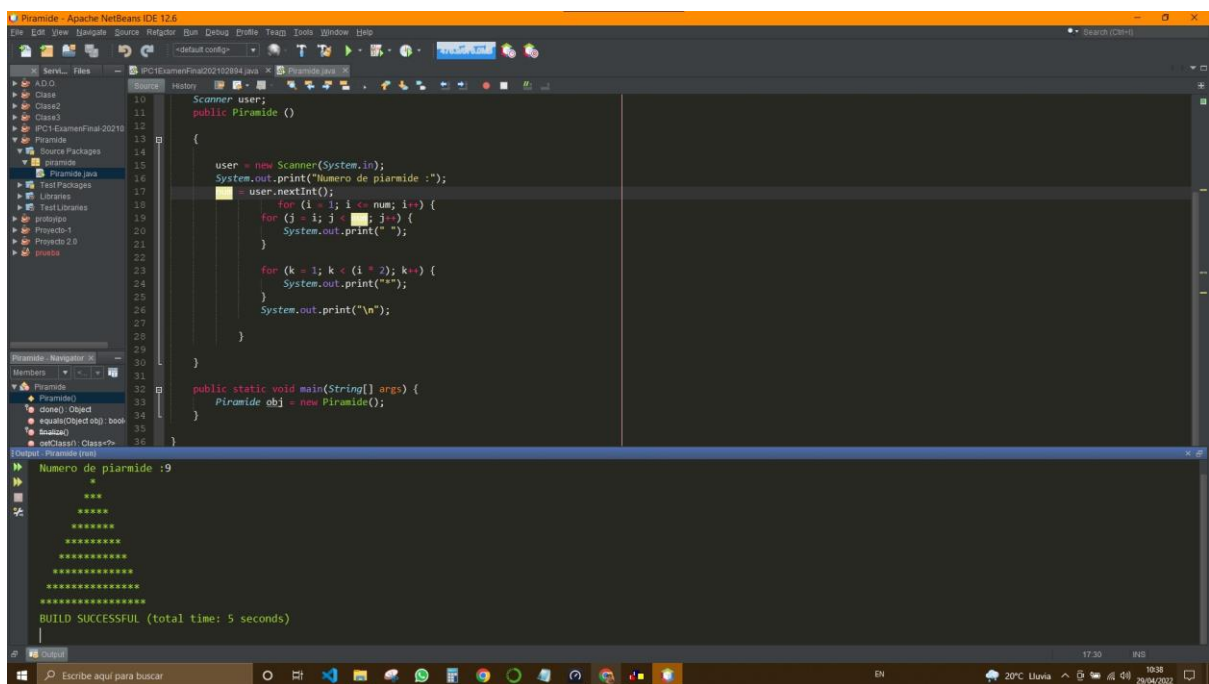 Piramide - Apache NetBeans IDE 12.6
File Edit View Navigate Source Refactor Run Debug Profile Team Tools Window Help
Search (Ctrl+I)
<default config>
Servi... Files
IPC1ExamenFinal202102894.java
Piramide.java
Source History
A.D.O.
Clase
Clase2
Clase3
IPC1-ExamenFinal-20210
Piramide
Source Packages
piramide
Piramide.java
Test Packages
Libraries
Test Libraries
protoyipo
Proyecto-1
Proyecto 2.0
prueba
10 Scanner user;
11 public Piramide ()
12
13 {
14
15 user = new Scanner(System.in);
16 System.out.print("Numero de piarmide :");
17 num = user.nextInt();
18 for (i = 1; i <= num; i++) {
19 for (j = i; j < num; j++) {
20 System.out.print(" ");
21 }
22
23 for (k = 1; k < (i * 2); k++) {
24 System.out.print("*");
25 }
26 System.out.print("\n");
27
28 }
29
30 }
31
32 public static void main(String[] args) {
33 Piramide obj = new Piramide();
34 }
35
36 }
Piramide - Navigator
Members
Piramide
Piramide()
clone() : Object
equals(Object obj) : bool
finalize()
getClass() : Class<?>
Output - Piramide (run)
Numero de piarmide :9
*
***
*****
*******
*********
***********
*************
***************
*****************
BUILD SUCCESSFUL (total time: 5 seconds)
Output
17:30 INS
Escribe aquí para buscar
EN
20°C Lluvia
10:38
29/04/2022